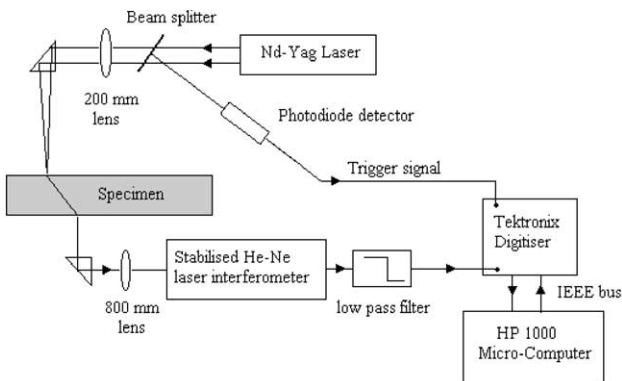 Beam splitter
Nd-Yag Laser
200 mm
lens
Photodiode detector
Trigger signal
Specimen
Tektronix
Digitiser
Stabilised He-Ne
laser interferometer
low pass filter
800 mm
lens
IEEE bus
HP 1000
Micro-Computer